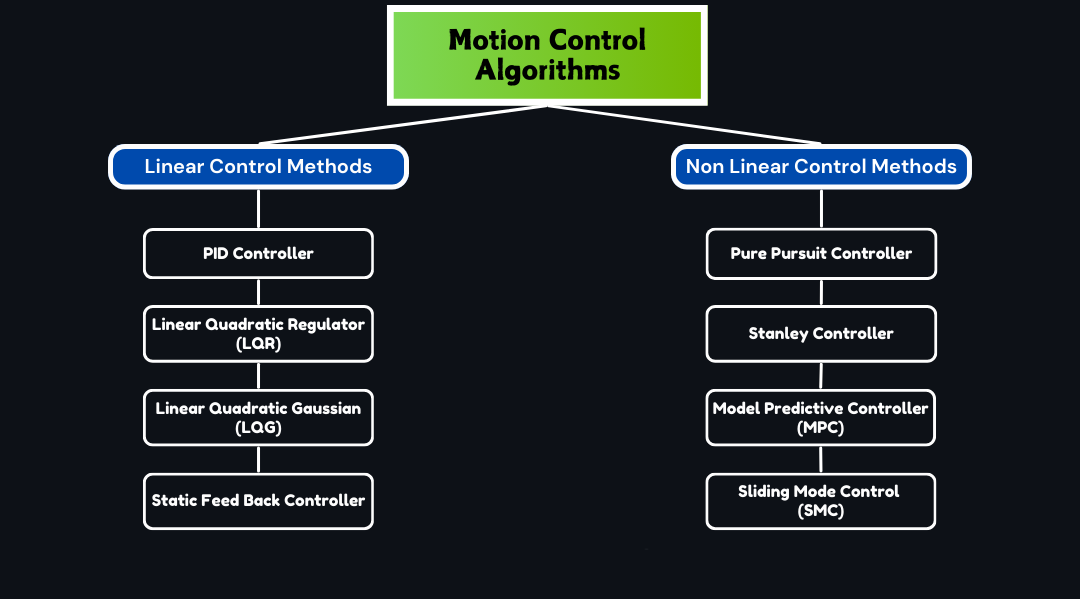 Motion Control
Algorithms
Linear Control Methods
PID Controller
Linear Quadratic Regulator
(LQR)
Linear Quadratic Gaussian
(LQG)
Static Feed Back Controller
Non Linear Control Methods
Pure Pursuit Controller
Stanley Controller
Model Predictive Controller
(MPC)
Sliding Mode Control
(SMC)